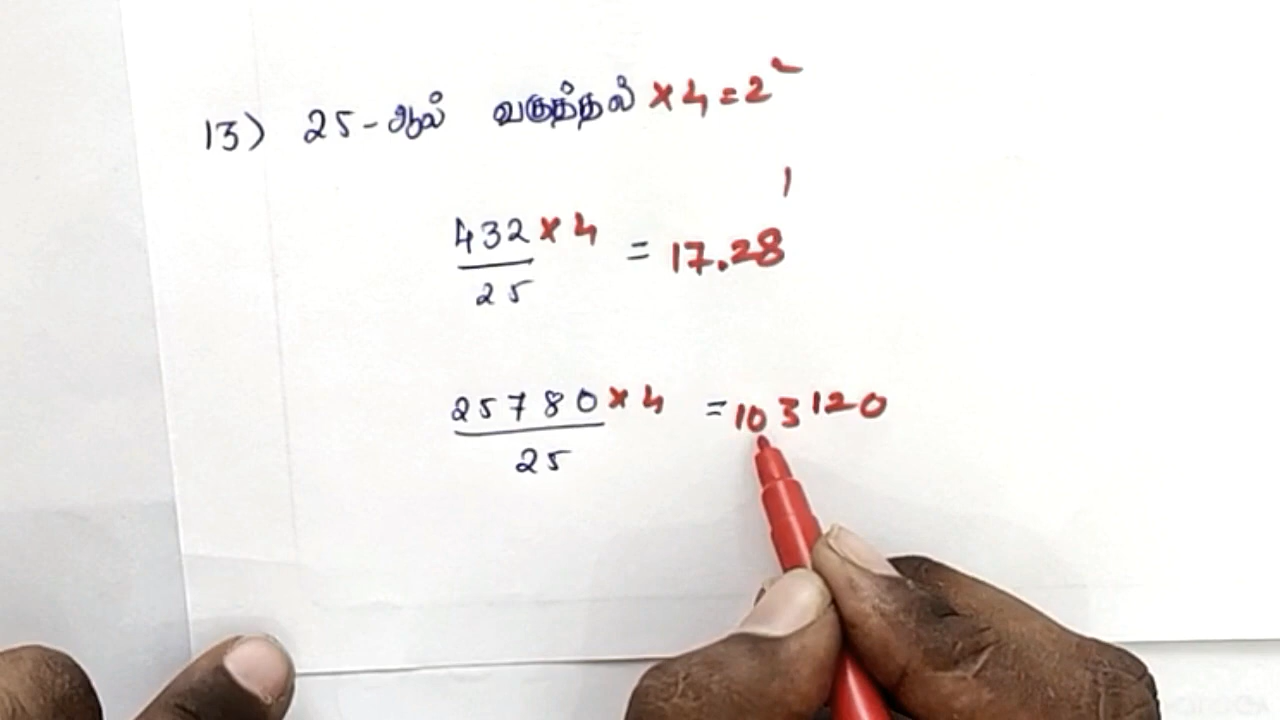 13) 25-ஆல் வகுத்தல் × 4 = 2²
1
432 × 4 = 17.28
25
25780 × 4 = 103120
25